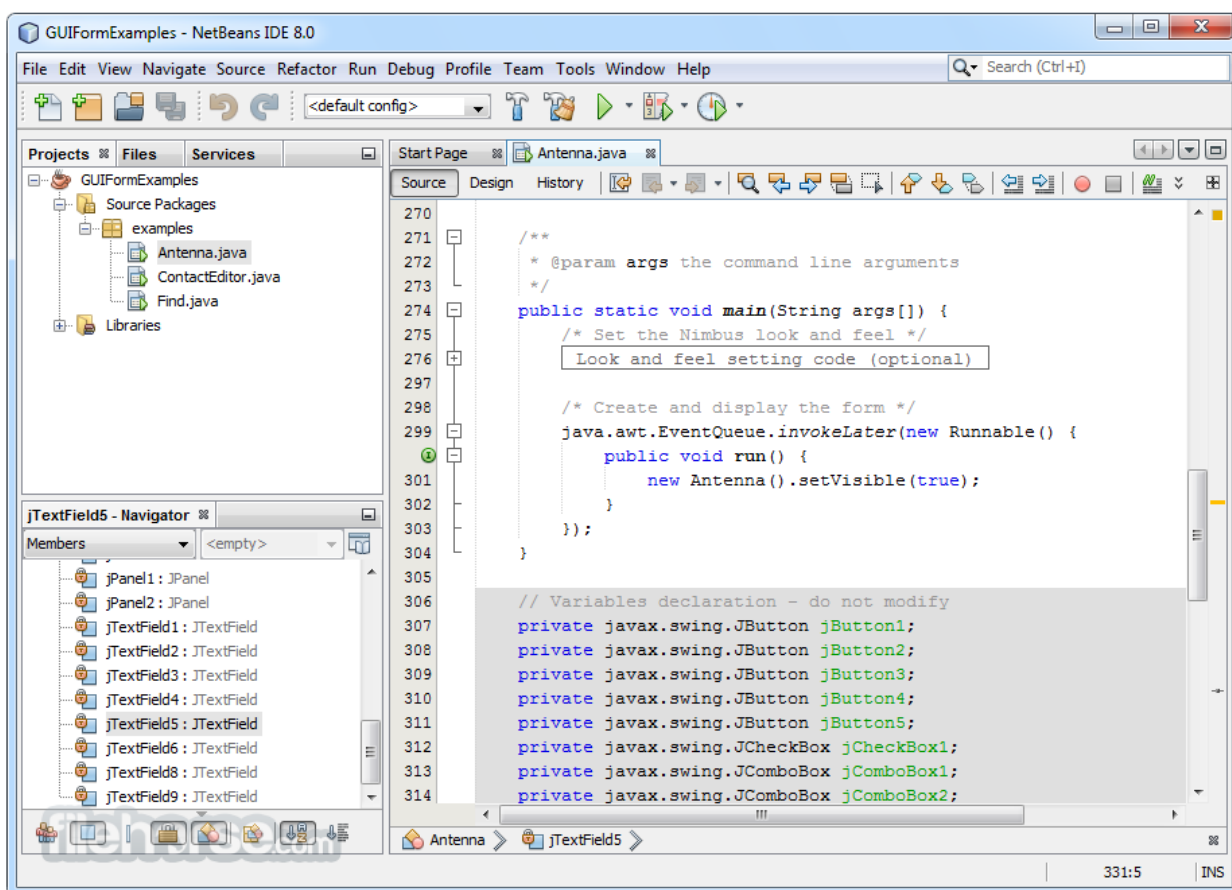 GUIFormExamples - NetBeans IDE 8.0
File Edit View Navigate Source Refactor Run Debug Profile Team Tools Window Help
Search (Ctrl+I)
<default config>
Projects Files Services
GUIFormExamples
Source Packages
examples
Antenna.java
ContactEditor.java
Find.java
Libraries
jTextField5 - Navigator
Members <empty>
jPanel1 : JPanel
jPanel2 : JPanel
jTextField1 : JTextField
jTextField2 : JTextField
jTextField3 : JTextField
jTextField4 : JTextField
jTextField5 : JTextField
jTextField6 : JTextField
jTextField8 : JTextField
jTextField9 : JTextField
filehorse.com
Start Page Antenna.java
Source Design History
270
271 /**
272 * @param args the command line arguments
273 */
274 public static void main(String args[]) {
275 /* Set the Nimbus look and feel */
276 Look and feel setting code (optional)
297
298 /* Create and display the form */
299 java.awt.EventQueue.invokeLater(new Runnable() {
public void run() {
301 new Antenna().setVisible(true);
302 }
303 });
304 }
305
306 // Variables declaration - do not modify
307 private javax.swing.JButton jButton1;
308 private javax.swing.JButton jButton2;
309 private javax.swing.JButton jButton3;
310 private javax.swing.JButton jButton4;
311 private javax.swing.JButton jButton5;
312 private javax.swing.JCheckBox jCheckBox1;
313 private javax.swing.JComboBox jComboBox1;
314 private javax.swing.JComboBox jComboBox2;
Antenna jTextField5
331:5 INS